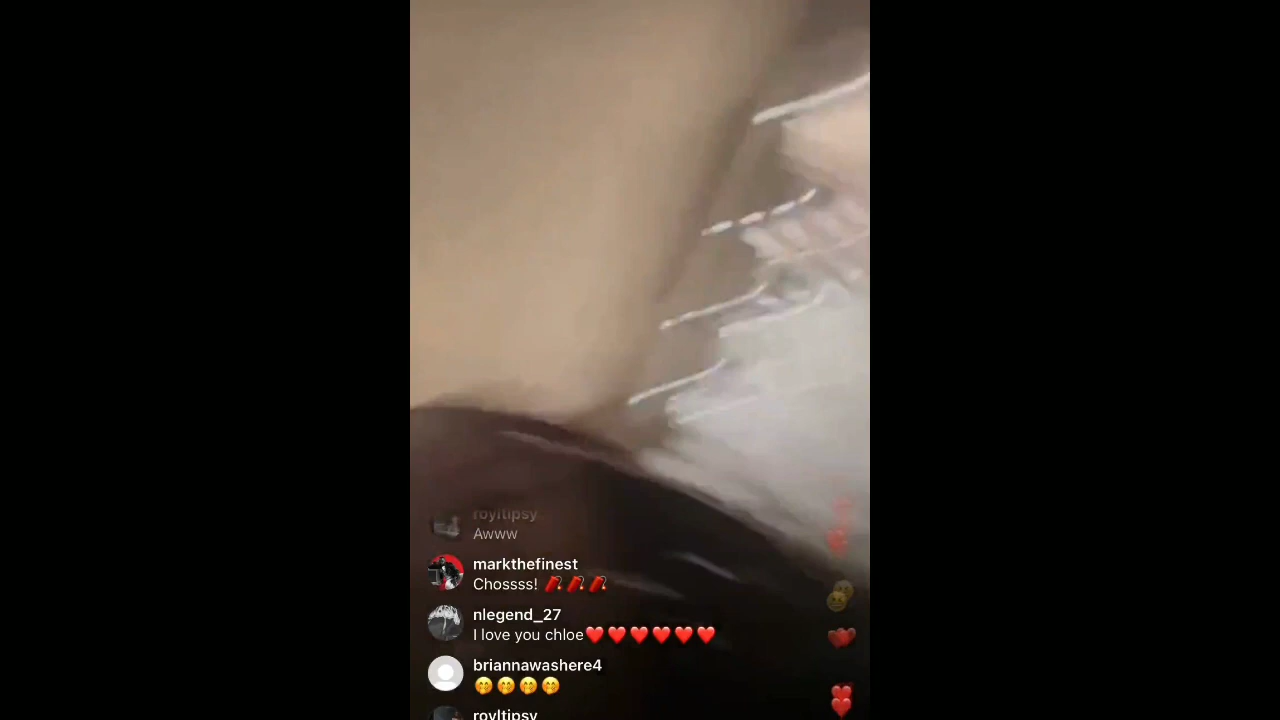 royltipsy
Awww
markthefinest
Chossss! 🧨🧨🧨
nlegend_27
I love you chloe❤️❤️❤️❤️❤️❤️
briannawashere4
🤭🤭🤭🤭
royltipsy